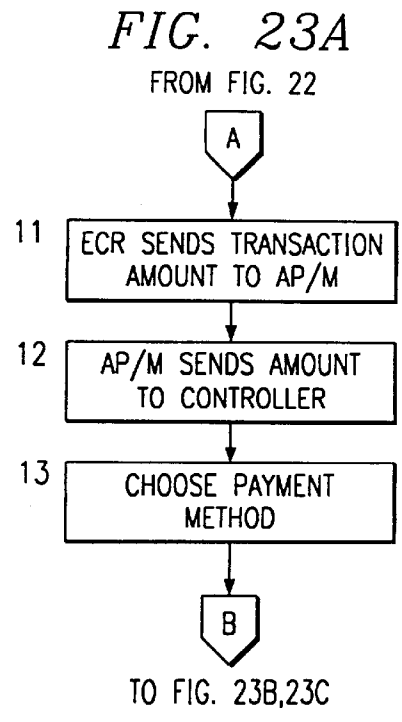 FIG. 23A
FROM FIG. 22
A
11
ECR SENDS TRANSACTION
AMOUNT TO AP/M
12
AP/M SENDS AMOUNT
TO CONTROLLER
13
CHOOSE PAYMENT
METHOD
B
TO FIG. 23B,23C